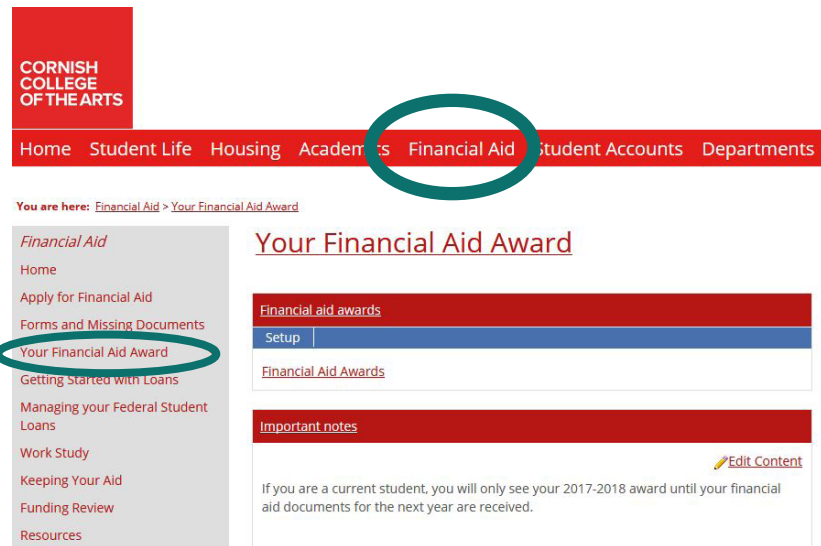 CORNISH
COLLEGE
OF THE ARTS
Home Student Life Housing Academics Financial Aid Student Accounts Departments
You are here: Financial Aid > Your Financial Aid Award
Financial Aid
Home
Apply for Financial Aid
Forms and Missing Documents
Your Financial Aid Award
Getting Started with Loans
Managing your Federal Student
Loans
Work Study
Keeping Your Aid
Funding Review
Resources
Your Financial Aid Award
Financial aid awards
Setup
Financial Aid Awards
Important notes
Edit Content
If you are a current student, you will only see your 2017-2018 award until your financial
aid documents for the next year are received.